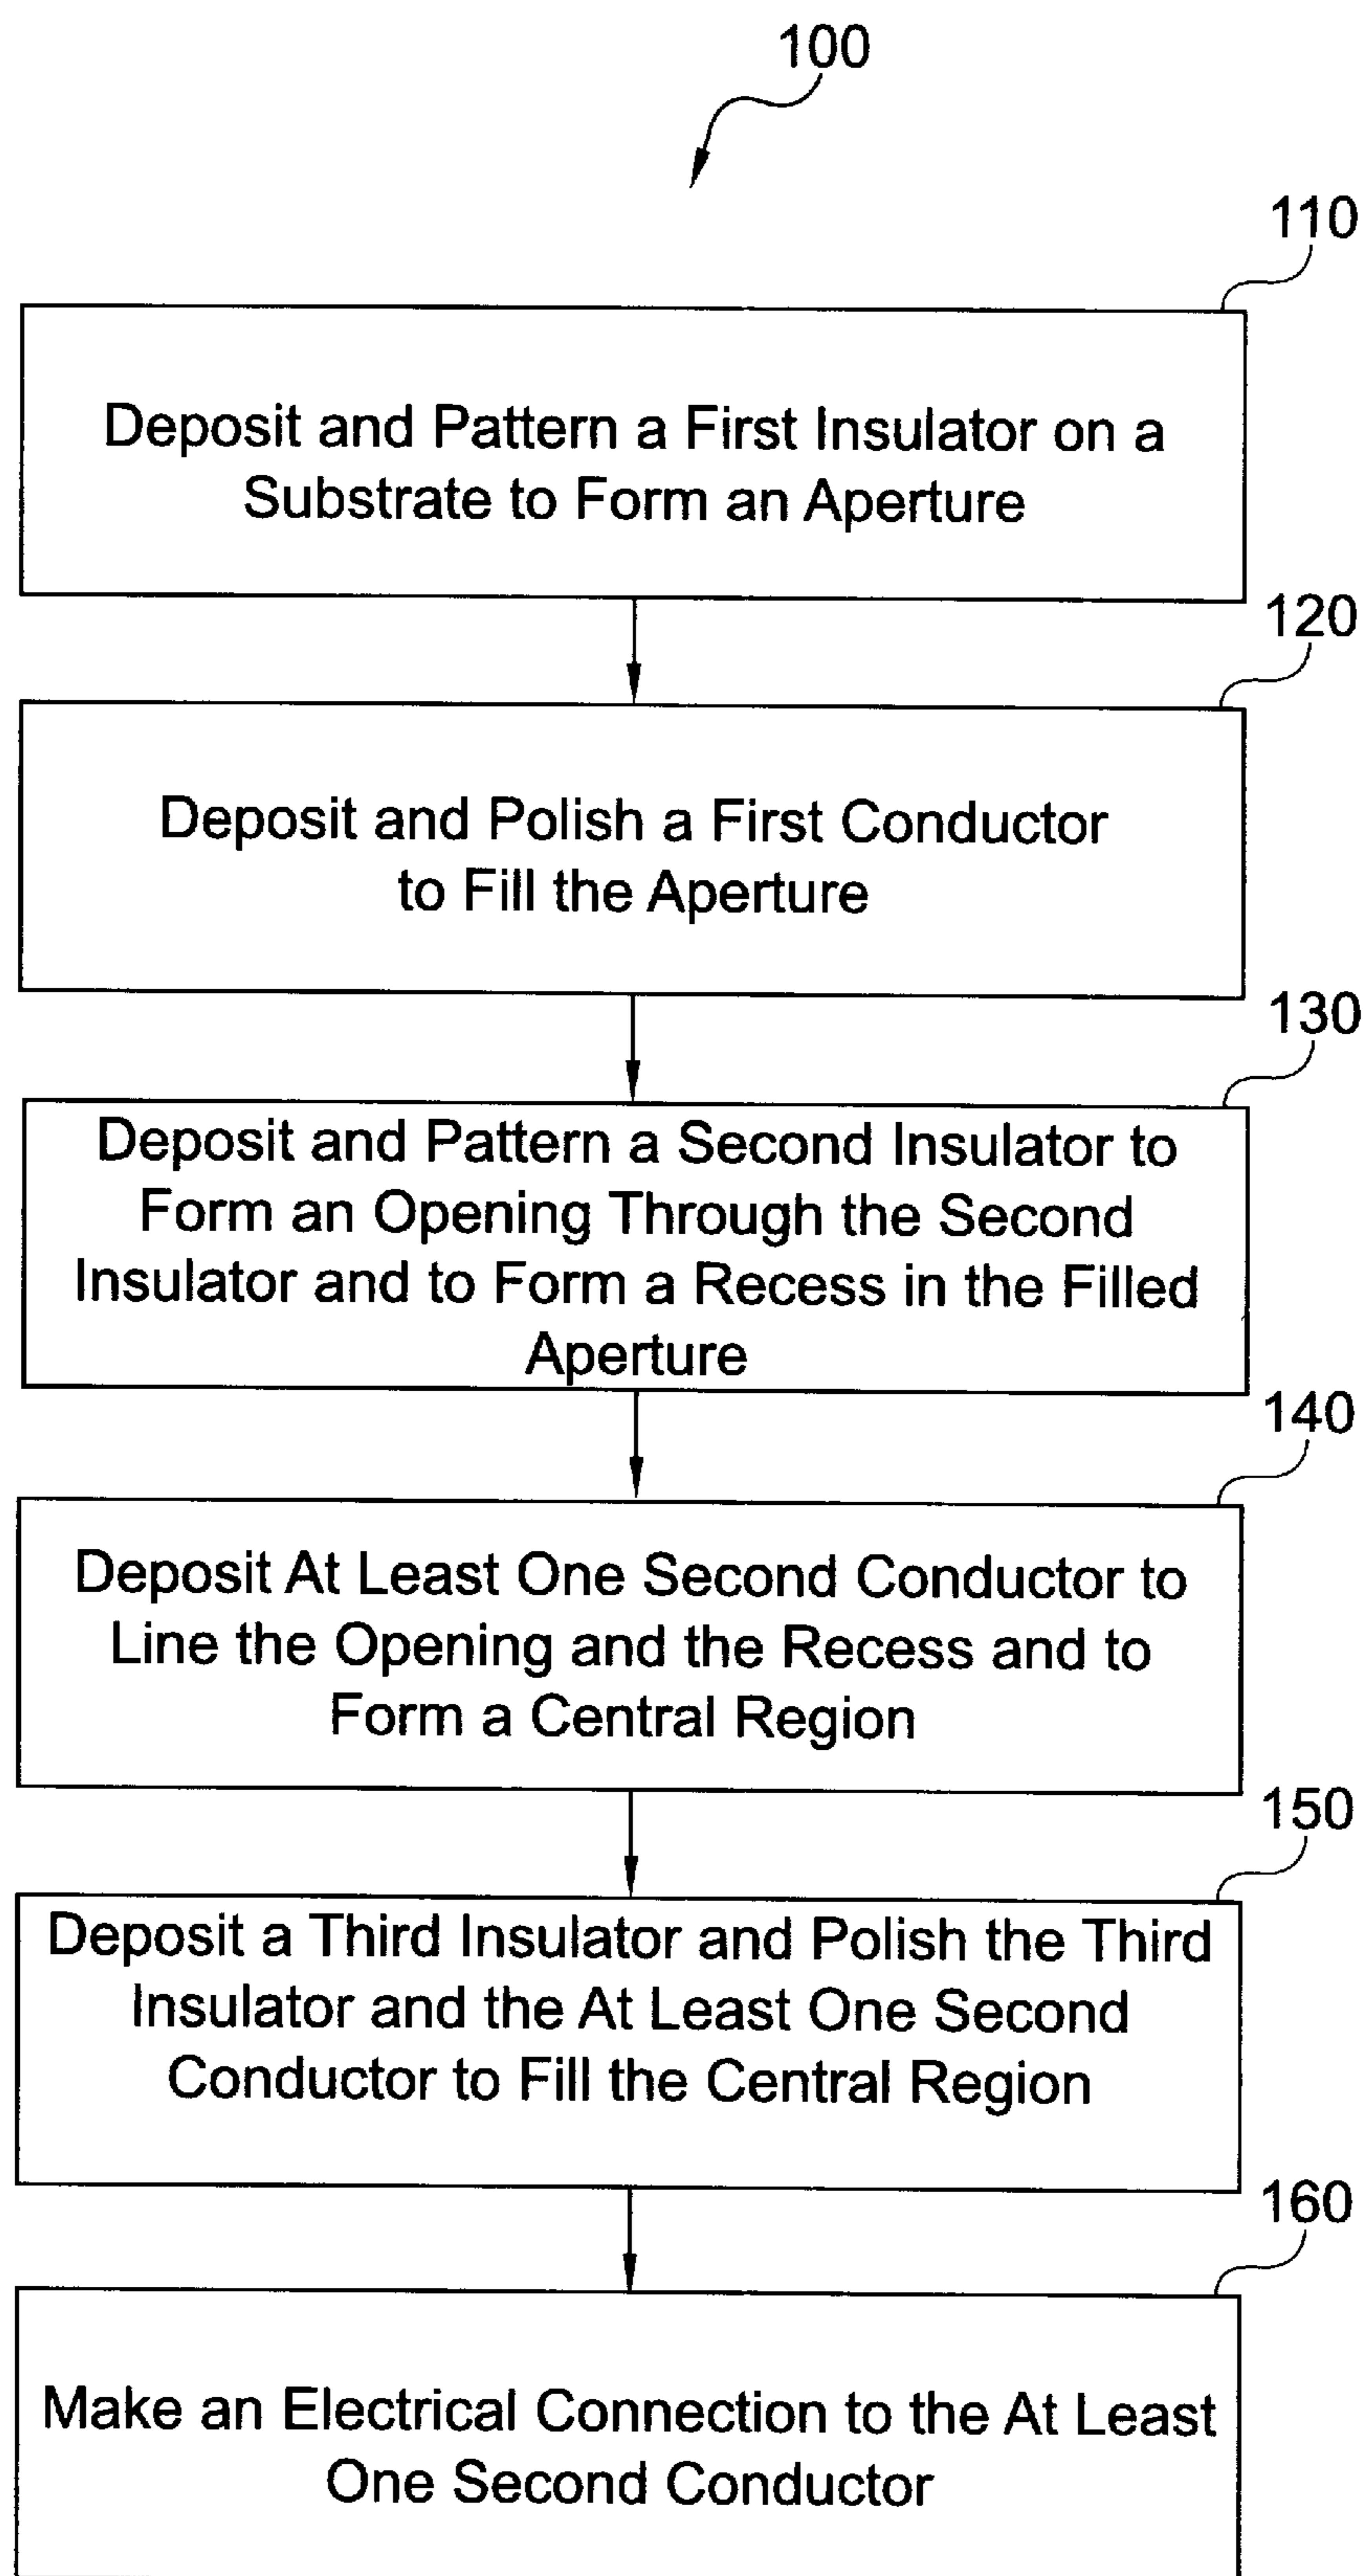 100
110
Deposit and Pattern a First Insulator on a
Substrate to Form an Aperture
120
Deposit and Polish a First Conductor
to Fill the Aperture
130
Deposit and Pattern a Second Insulator to
Form an Opening Through the Second
Insulator and to Form a Recess in the Filled
Aperture
140
Deposit At Least One Second Conductor to
Line the Opening and the Recess and to
Form a Central Region
150
Deposit a Third Insulator and Polish the Third
Insulator and the At Least One Second
Conductor to Fill the Central Region
160
Make an Electrical Connection to the At Least
One Second Conductor